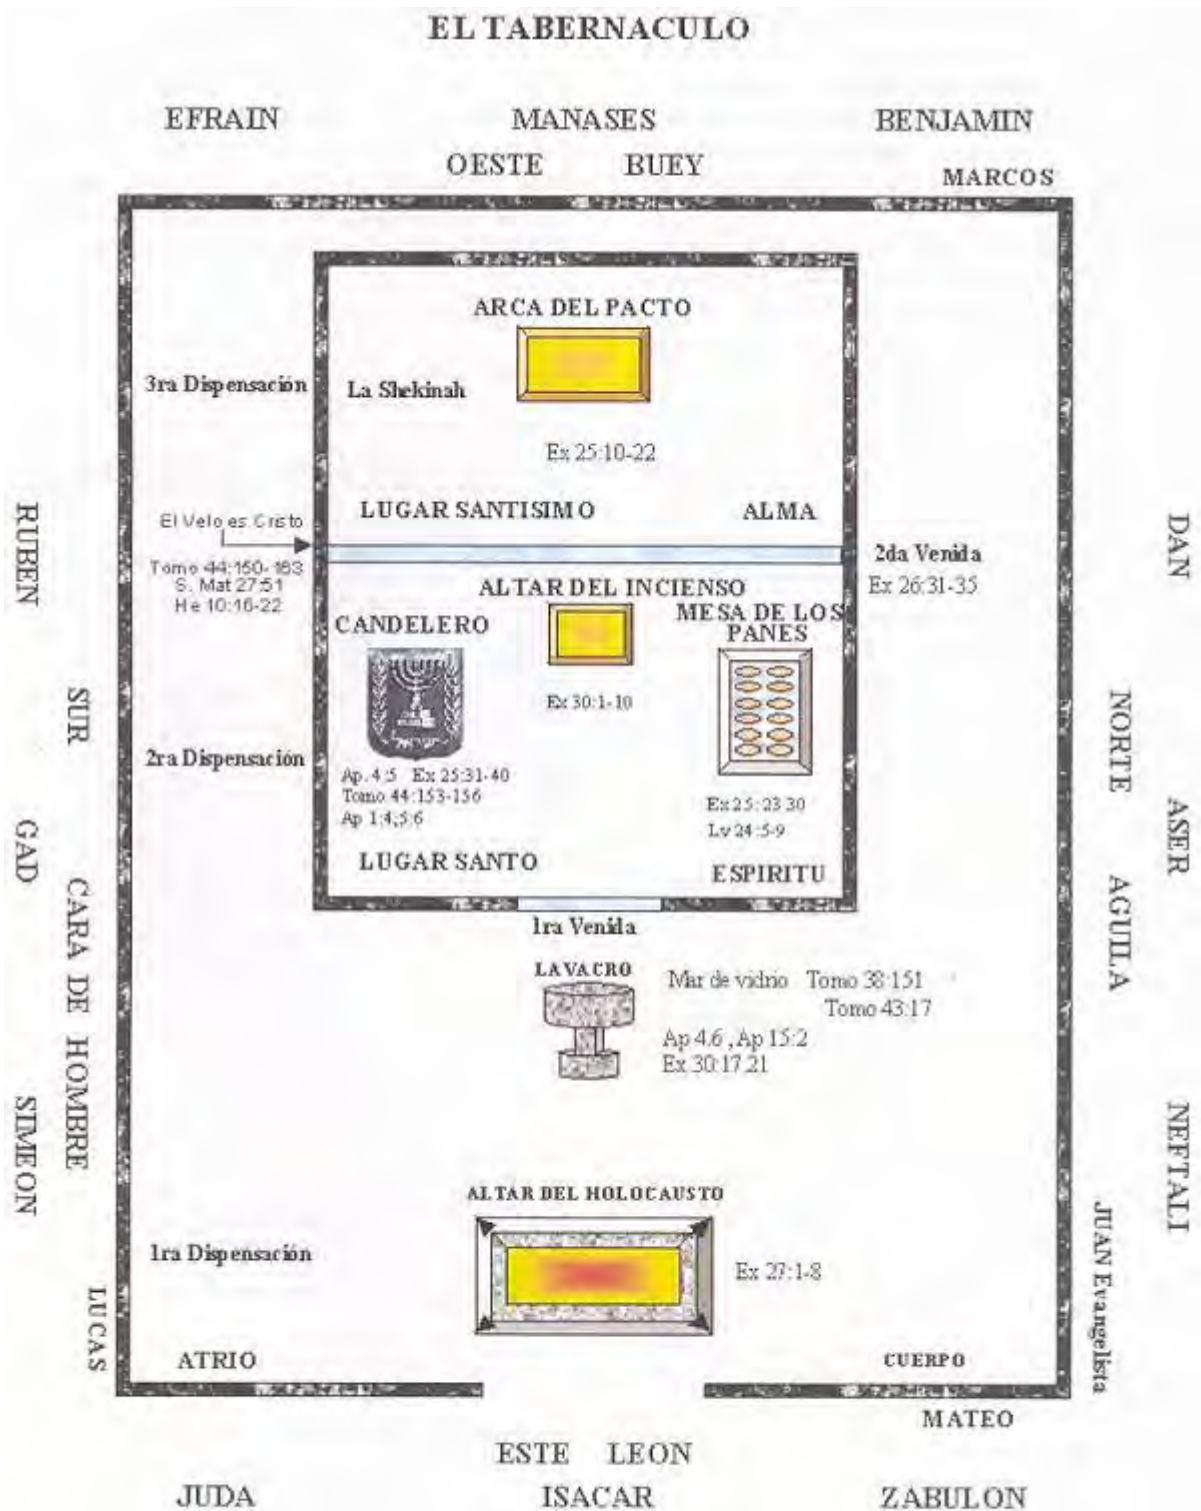 EL TABERNACULO
EFRAIN MANASES BENJAMIN
OESTE BUEY
MARCOS
ARCA DEL PACTO
3ra Dispensación
La Shekinah
Ex 25:10-22
LUGAR SANTISIMO ALMA
El Velo es Cristo
Tomo 44:150-163
S. Mat 27:51
He 10:16-22
2da Venida
Ex 26:31-35
ALTAR DEL INCIENSO
CANDELERO
MESA DE LOS
PANES
Ex 30:1-10
2ra Dispensación
Ap. 4:5 Ex 25:31-40
Tomo 44:153-156
Ap 1:4,5:6
Ex 25:23 30
Lv 24:5-9
LUGAR SANTO ESPIRITU
1ra Venida
LAVACRO
Mar de vidrio Tomo 38:151
Tomo 43:17
Ap 4.6 , Ap 15:2
Ex 30:17.21
ALTAR DEL HOLOCAUSTO
1ra Dispensación
Ex 27:1-8
ATRIO CUERPO
MATEO
ESTE LEON
JUDA ISACAR ZABULON
RUBEN
GAD
SIMEON
SUR
CARA DE HOMBRE
LUCAS
NORTE
AGUILA
JUAN Evangelista
DAN
ASER
NEFTALI